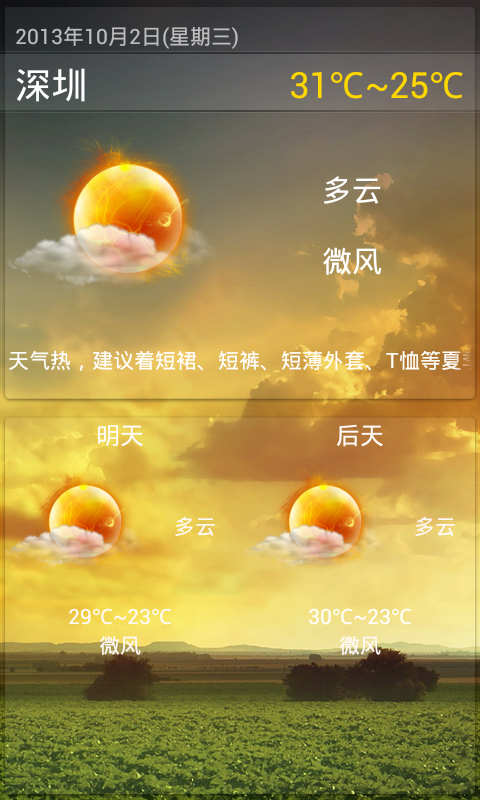 2013年10月2日(星期三)
深圳 31℃~25℃
多云
微风
天气热，建议着短裙、短裤、短薄外套、T恤等夏
明天 后天
多云 多云
29℃~23℃ 30℃~23℃
微风 微风